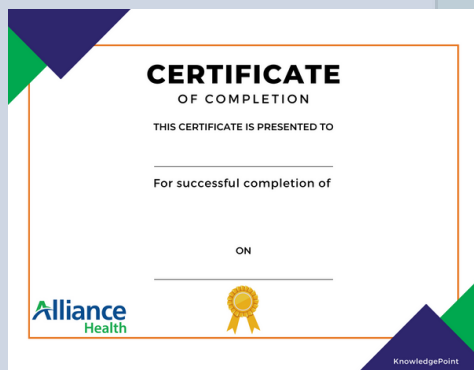 CERTIFICATE
OF COMPLETION
THIS CERTIFICATE IS PRESENTED TO
For successful completion of
ON
Alliance
Health
KnowledgePoint